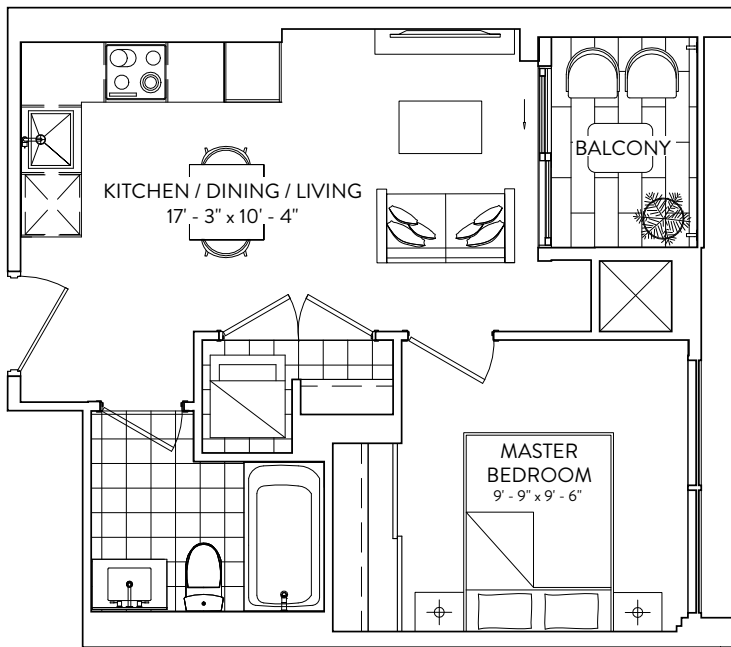 BALCONY
KITCHEN / DINING / LIVING
17' - 3" x 10' - 4"
MASTER
BEDROOM
9' - 9" x 9' - 6"